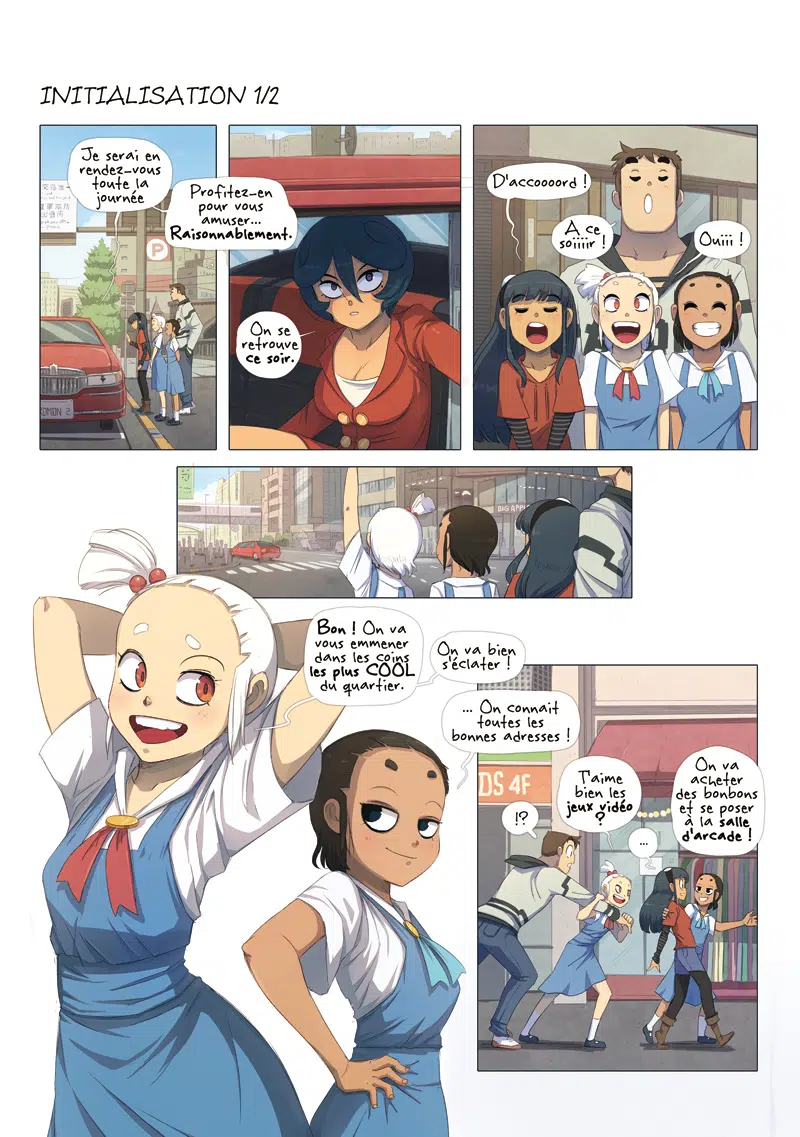 INITIALISATION 1/2
Je serai en
rendez-vous
toute la
journée
Profitez-en
pour vous
amuser...
Raisonnablement.
On se
retrouve
ce soir.
D'accoooord !
A ce
soiiiir !
Ouiii !
BIG APPLE
Bon ! On va
vous emmener
dans les coins
les plus COOL
du quartier.
On va bien
s'éclater !
... On connait
toutes les
bonnes adresses !
DS 4F
!?
T'aime
bien les
jeux vidéo
?
...
On va
acheter
des bonbons
et se poser
à la salle
d'arcade !